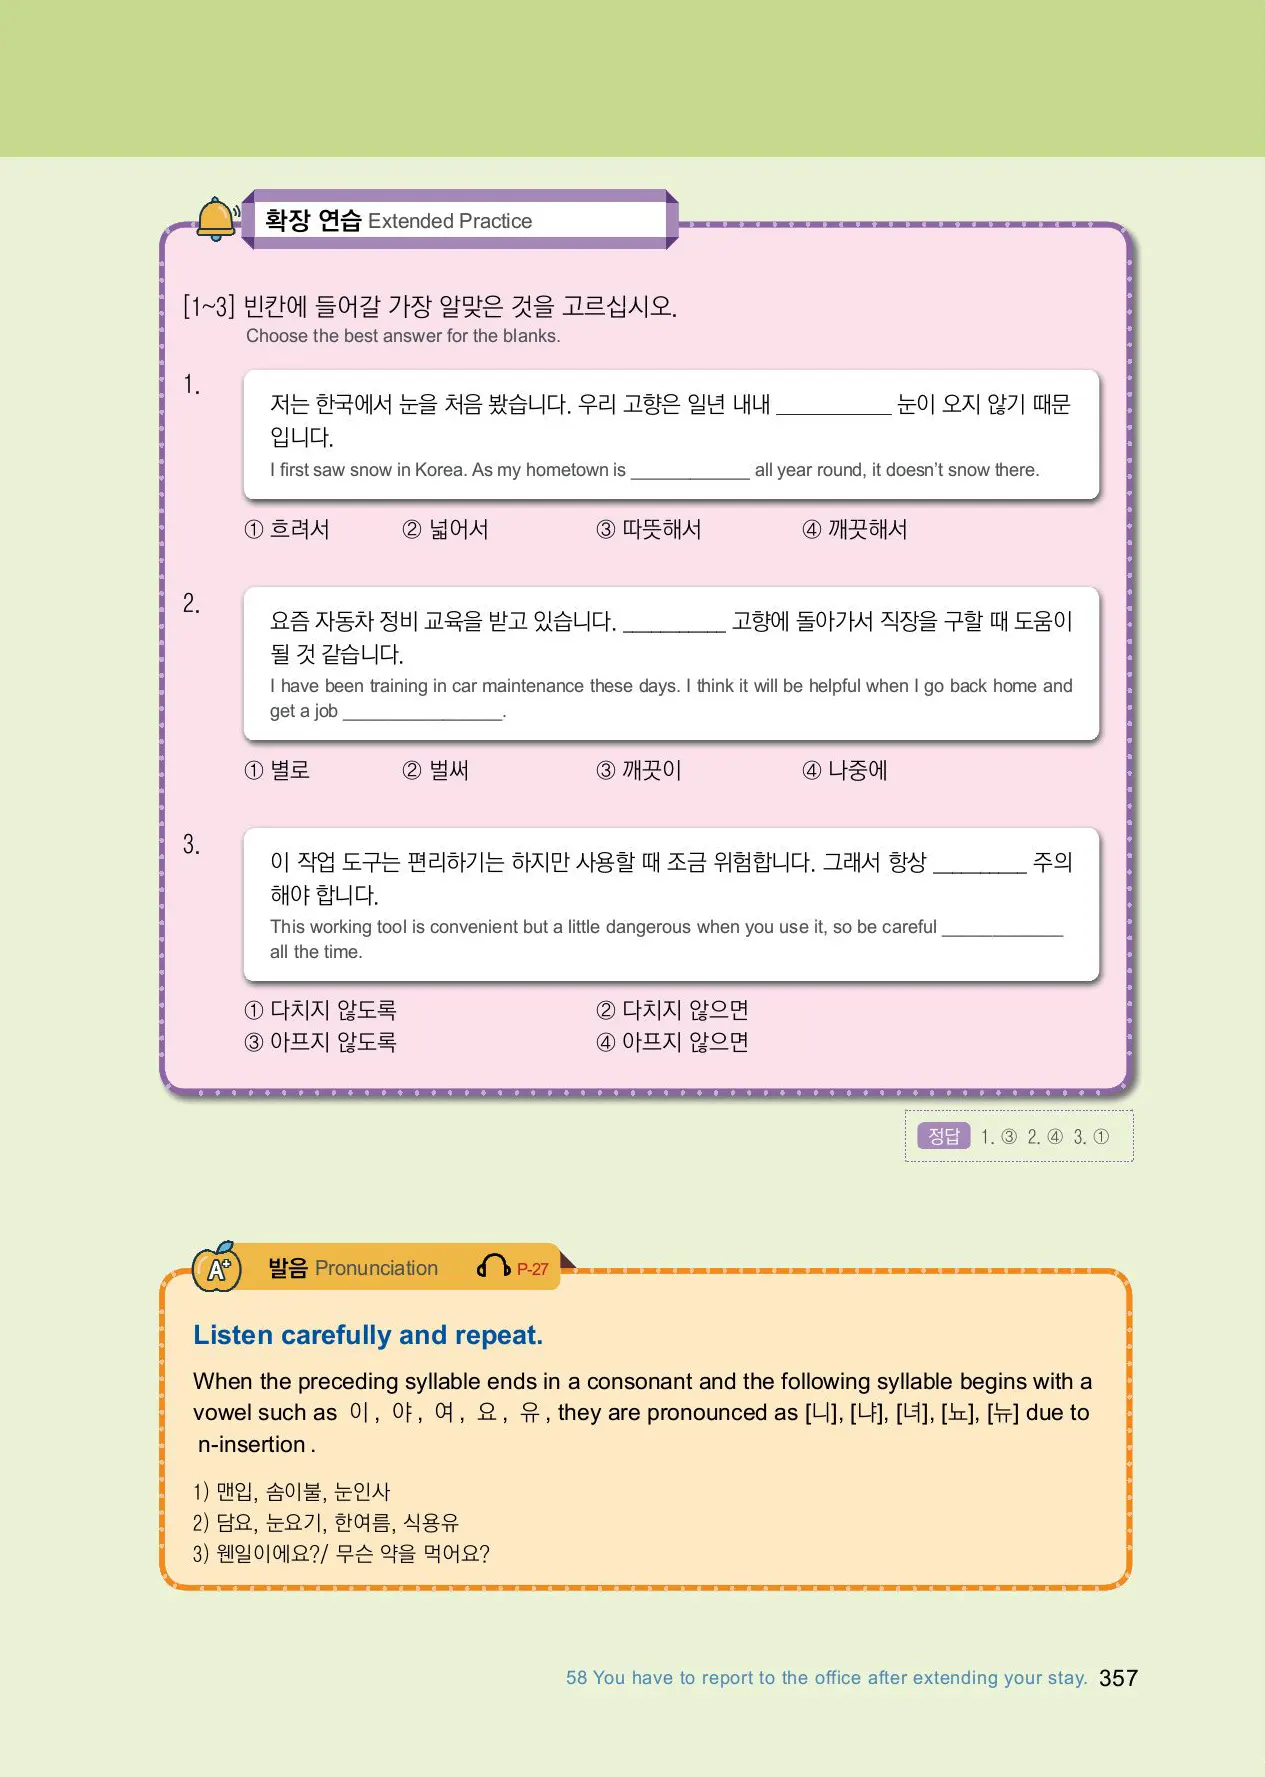 확장 연습 Extended Practice
[1~3] 빈칸에 들어갈 가장 알맞은 것을 고르십시오.
Choose the best answer for the blanks.
1.
저는 한국에서 눈을 처음 봤습니다. 우리 고향은 일년 내내 ___________ 눈이 오지 않기 때문
입니다.
I first saw snow in Korea. As my hometown is ____________ all year round, it doesn't snow there.
① 흐려서 ② 넓어서 ③ 따뜻해서 ④ 깨끗해서
2.
요즘 자동차 정비 교육을 받고 있습니다. __________ 고향에 돌아가서 직장을 구할 때 도움이
될 것 같습니다.
I have been training in car maintenance these days. I think it will be helpful when I go back home and
get a job ________________.
① 별로 ② 벌써 ③ 깨끗이 ④ 나중에
3.
이 작업 도구는 편리하기는 하지만 사용할 때 조금 위험합니다. 그래서 항상 _________ 주의
해야 합니다.
This working tool is convenient but a little dangerous when you use it, so be careful ____________
all the time.
① 다치지 않도록 ② 다치지 않으면
③ 아프지 않도록 ④ 아프지 않으면
정답 1. ③ 2. ④ 3. ①
A+ 발음 Pronunciation P-27
Listen carefully and repeat.
When the preceding syllable ends in a consonant and the following syllable begins with a
vowel such as 이, 야, 여, 요, 유, they are pronounced as [니], [냐], [녀], [뇨], [뉴] due to
n-insertion.
1) 맨입, 솜이불, 눈인사
2) 담요, 눈요기, 한여름, 식용유
3) 웬일이에요?/ 무슨 약을 먹어요?
58 You have to report to the office after extending your stay. 357